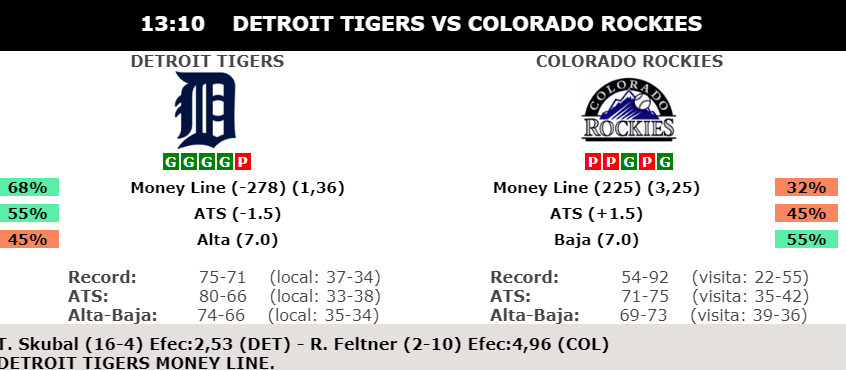 13:10 DETROIT TIGERS VS COLORADO ROCKIES
DETROIT TIGERS COLORADO ROCKIES
D COLORADO
ROCKIES
G G G G P P P G P G
68% Money Line (-278) (1,36) Money Line (225) (3,25) 32%
55% ATS (-1.5) ATS (+1.5) 45%
45% Alta (7.0) Baja (7.0) 55%
Record: 75-71 (local: 37-34) Record: 54-92 (visita: 22-55)
ATS: 80-66 (local: 33-38) ATS: 71-75 (visita: 35-42)
Alta-Baja: 74-66 (local: 35-34) Alta-Baja: 69-73 (visita: 39-36)
T. Skubal (16-4) Efec:2,53 (DET) - R. Feltner (2-10) Efec:4,96 (COL)
DETROIT TIGERS MONEY LINE.